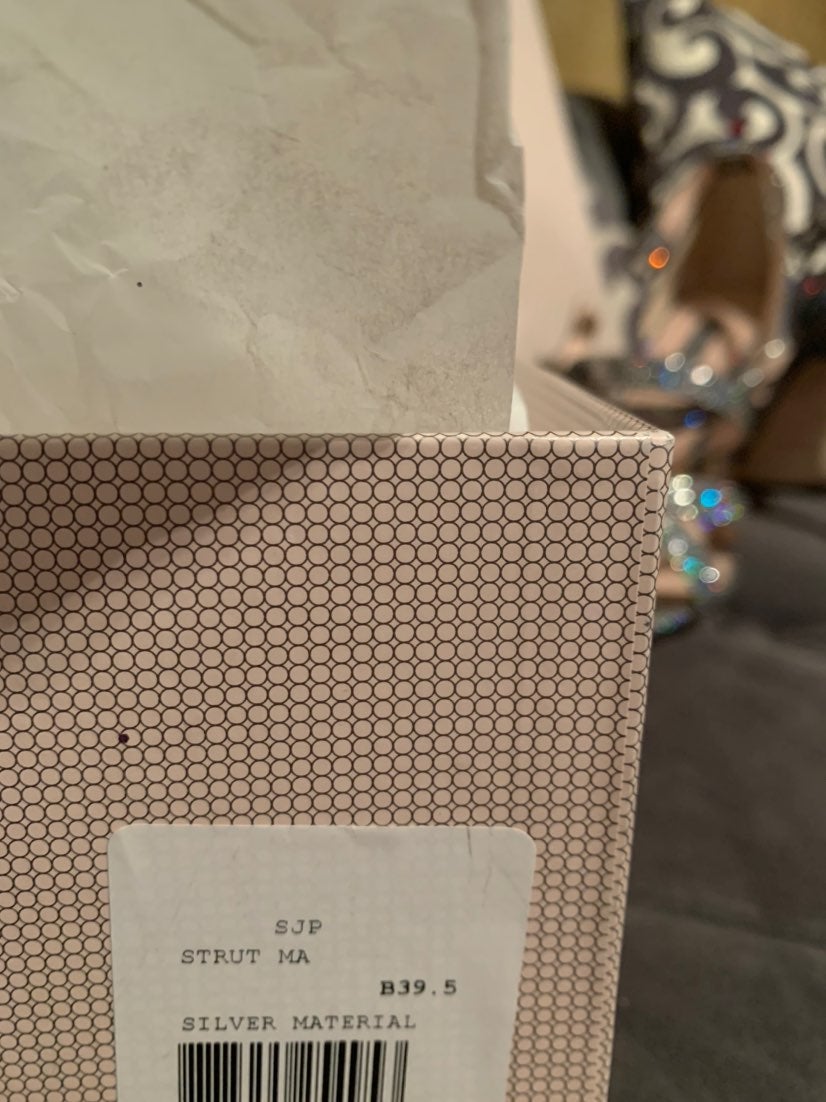 SJP
STRUT MA
B39.5
SILVER MATERIAL